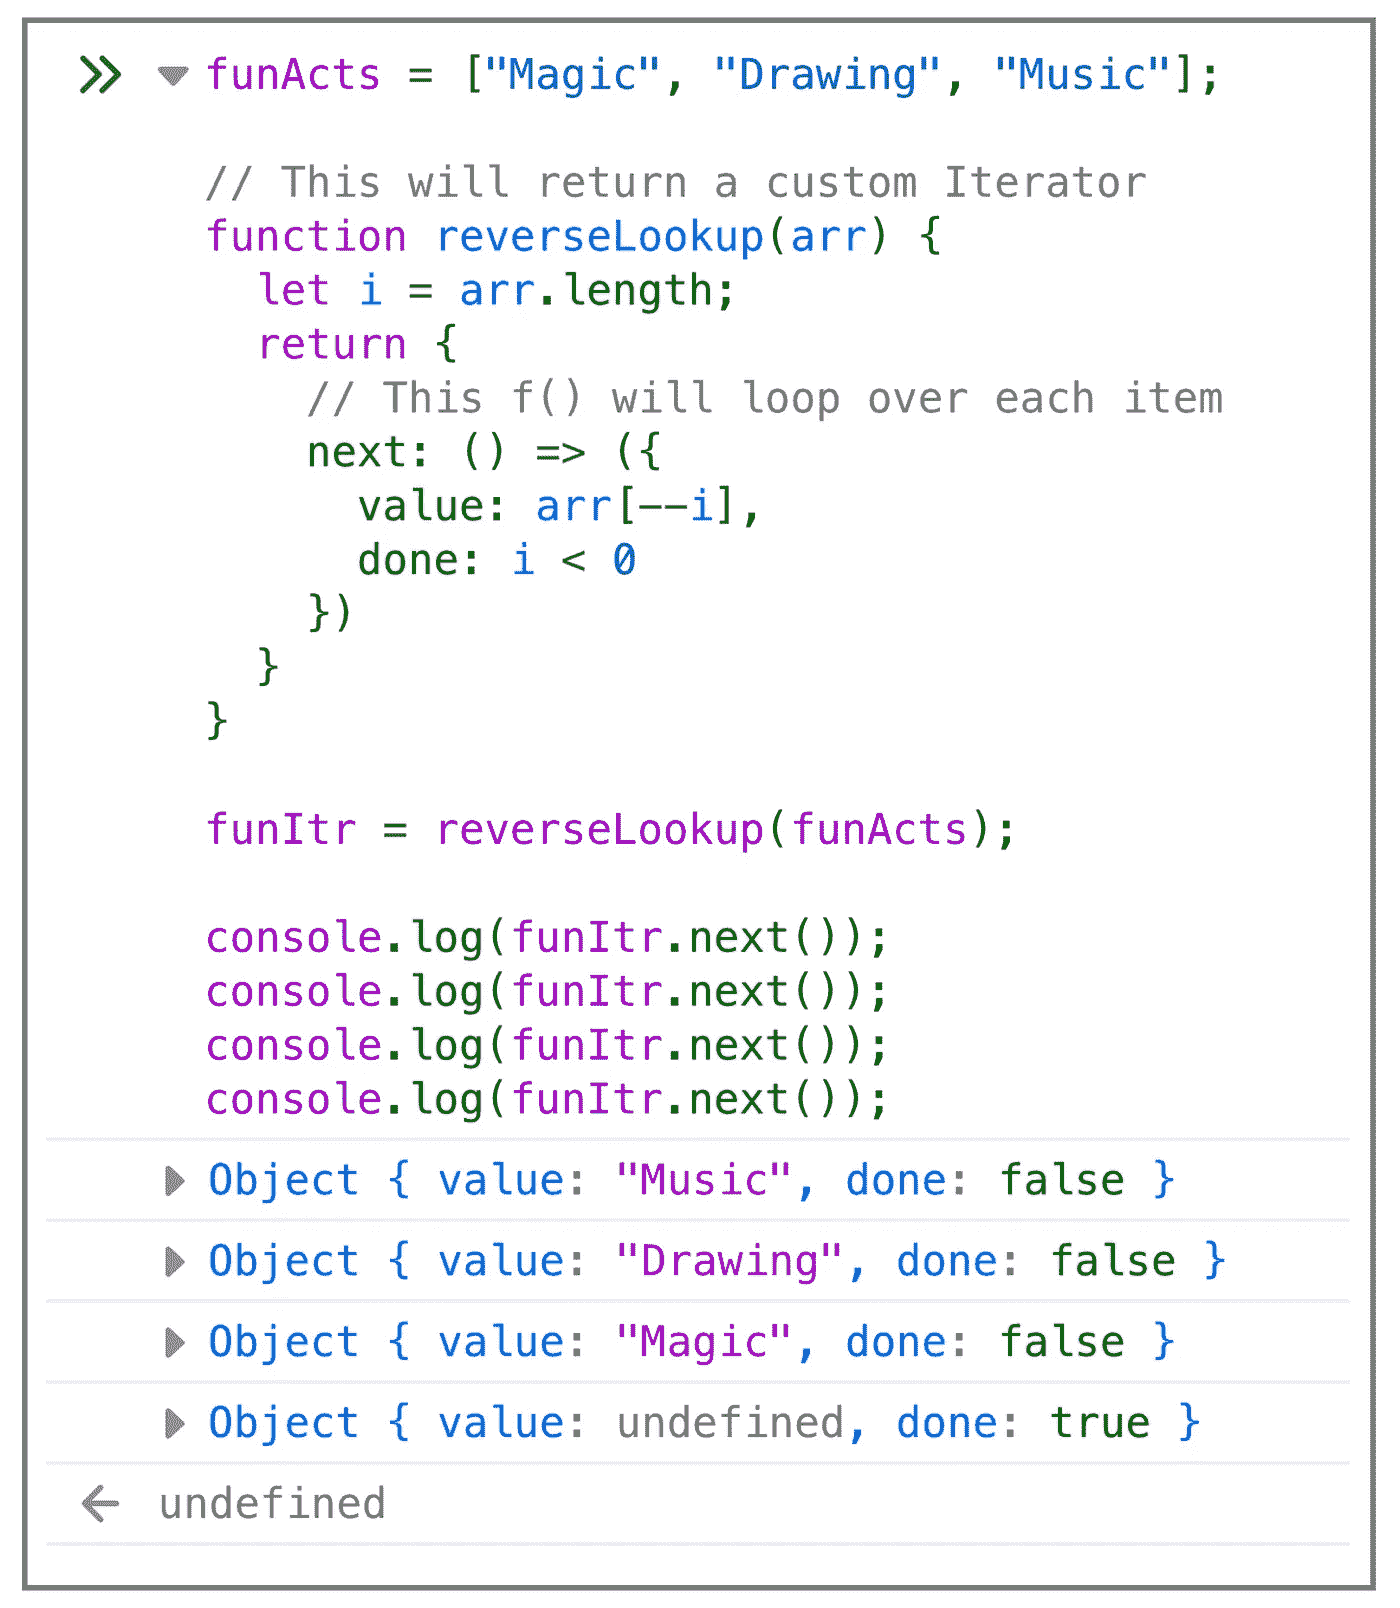 funActs = ["Magic", "Drawing", "Music"];
// This will return a custom Iterator
function reverseLookup(arr) {
let i = arr.length;
return {
// This f() will loop over each item
next: () => ({
value: arr[--i],
done: i < 0
})
}
}
funItr = reverseLookup(funActs);
console.log(funItr.next());
console.log(funItr.next());
console.log(funItr.next());
console.log(funItr.next());
Object { value: "Music", done: false }
Object { value: "Drawing", done: false }
Object { value: "Magic", done: false }
Object { value: undefined, done: true }
undefined